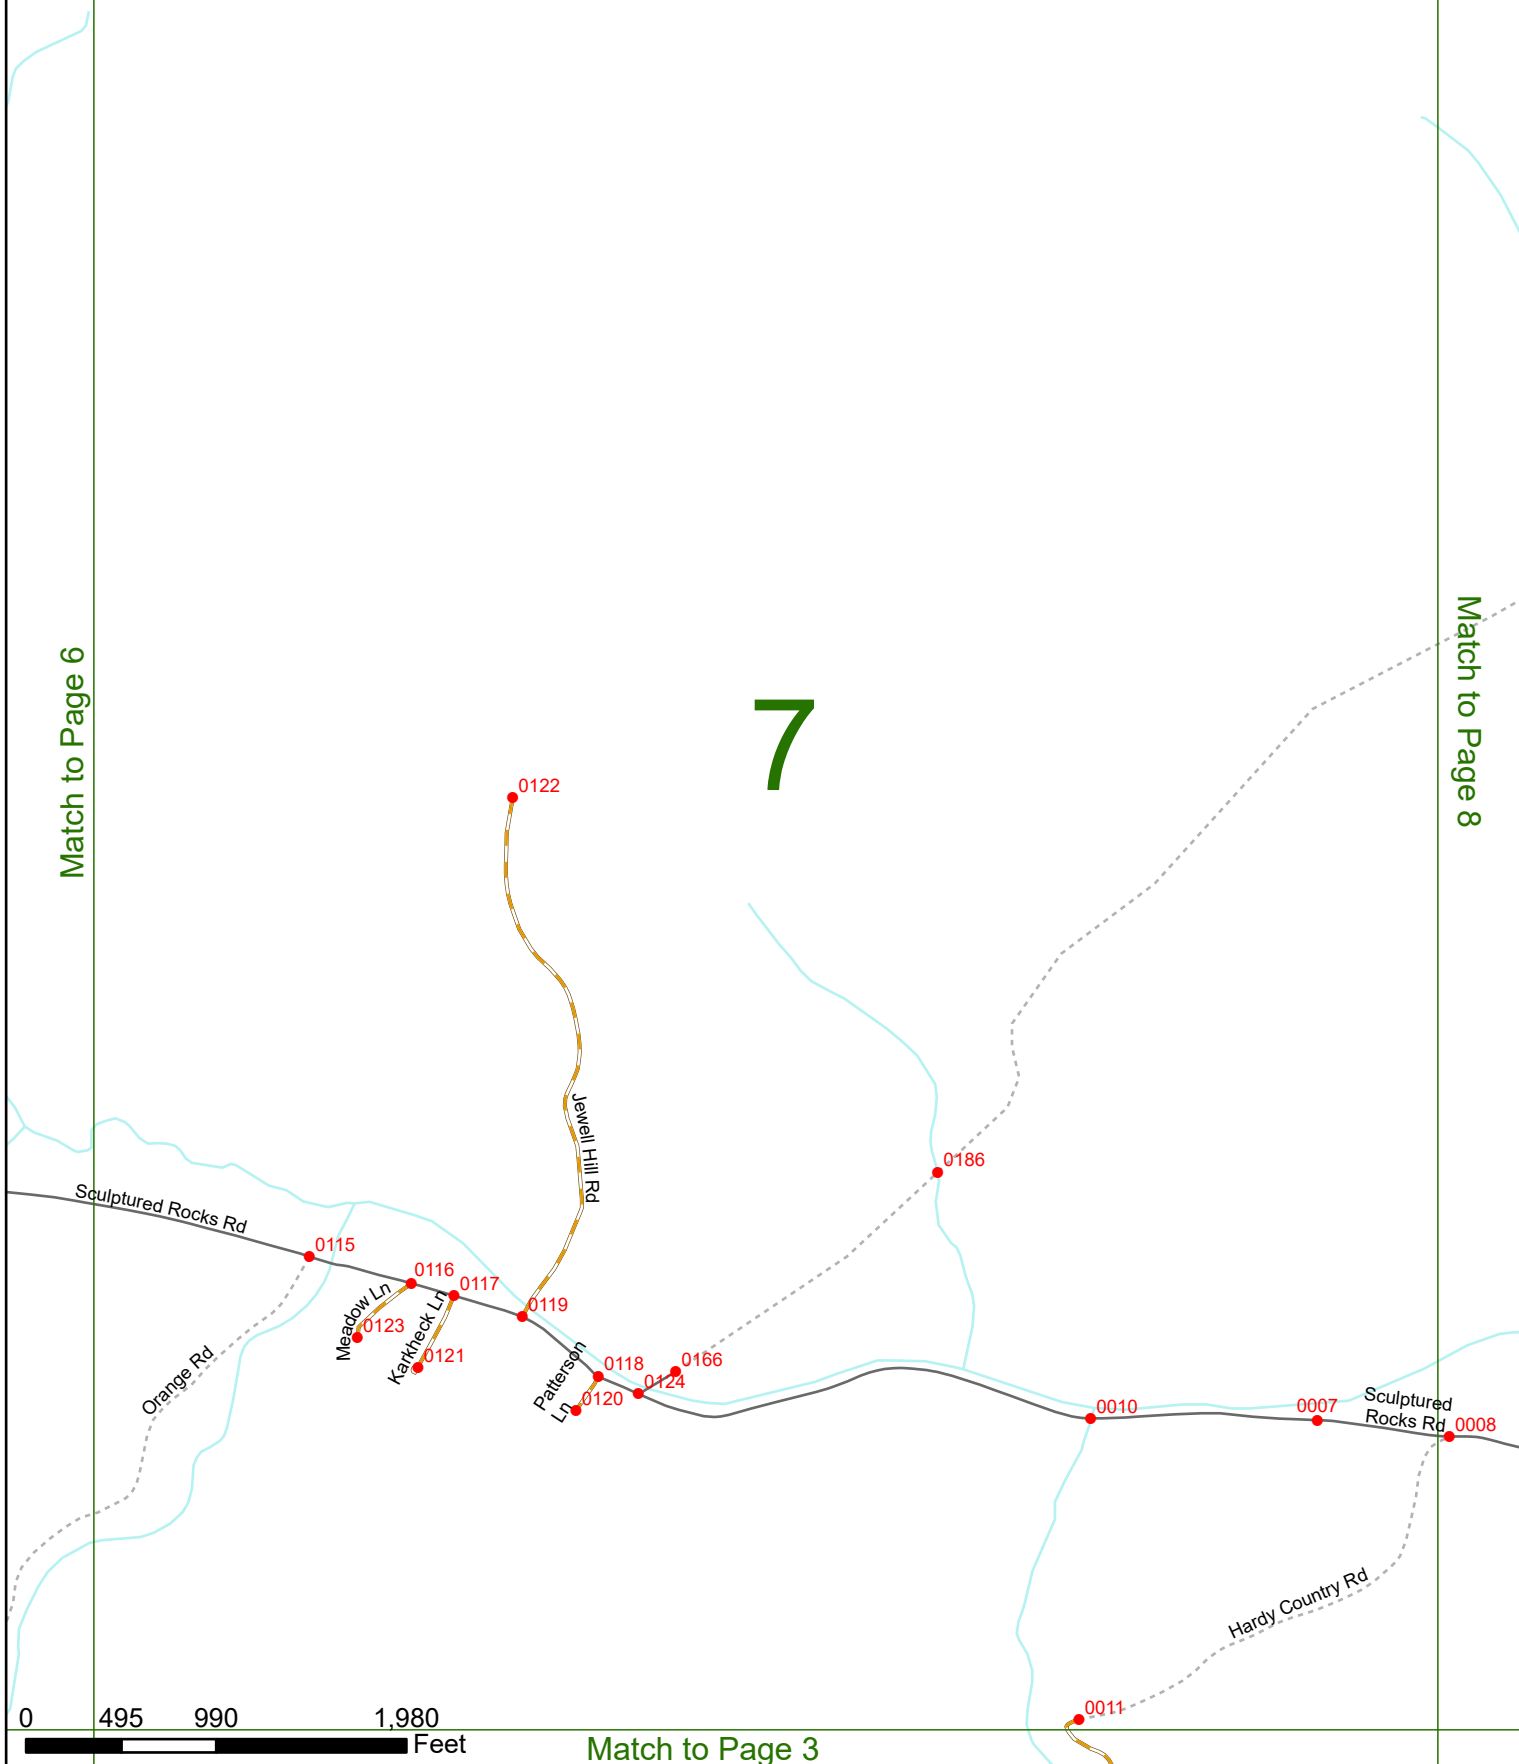 Match to Page 6
Match to Page 8
7
0122
Jewell Hill Rd
0186
Sculptured Rocks Rd
0115
0116
0117
0119
Meadow Ln
0123
Karkheck Ln
0121
Patterson
Ln
0118
0120
0124
0166
Orange Rd
0010
0007
Sculptured
Rocks Rd
0008
Hardy Country Rd
0011
0 495 990 1,980
Feet
Match to Page 3